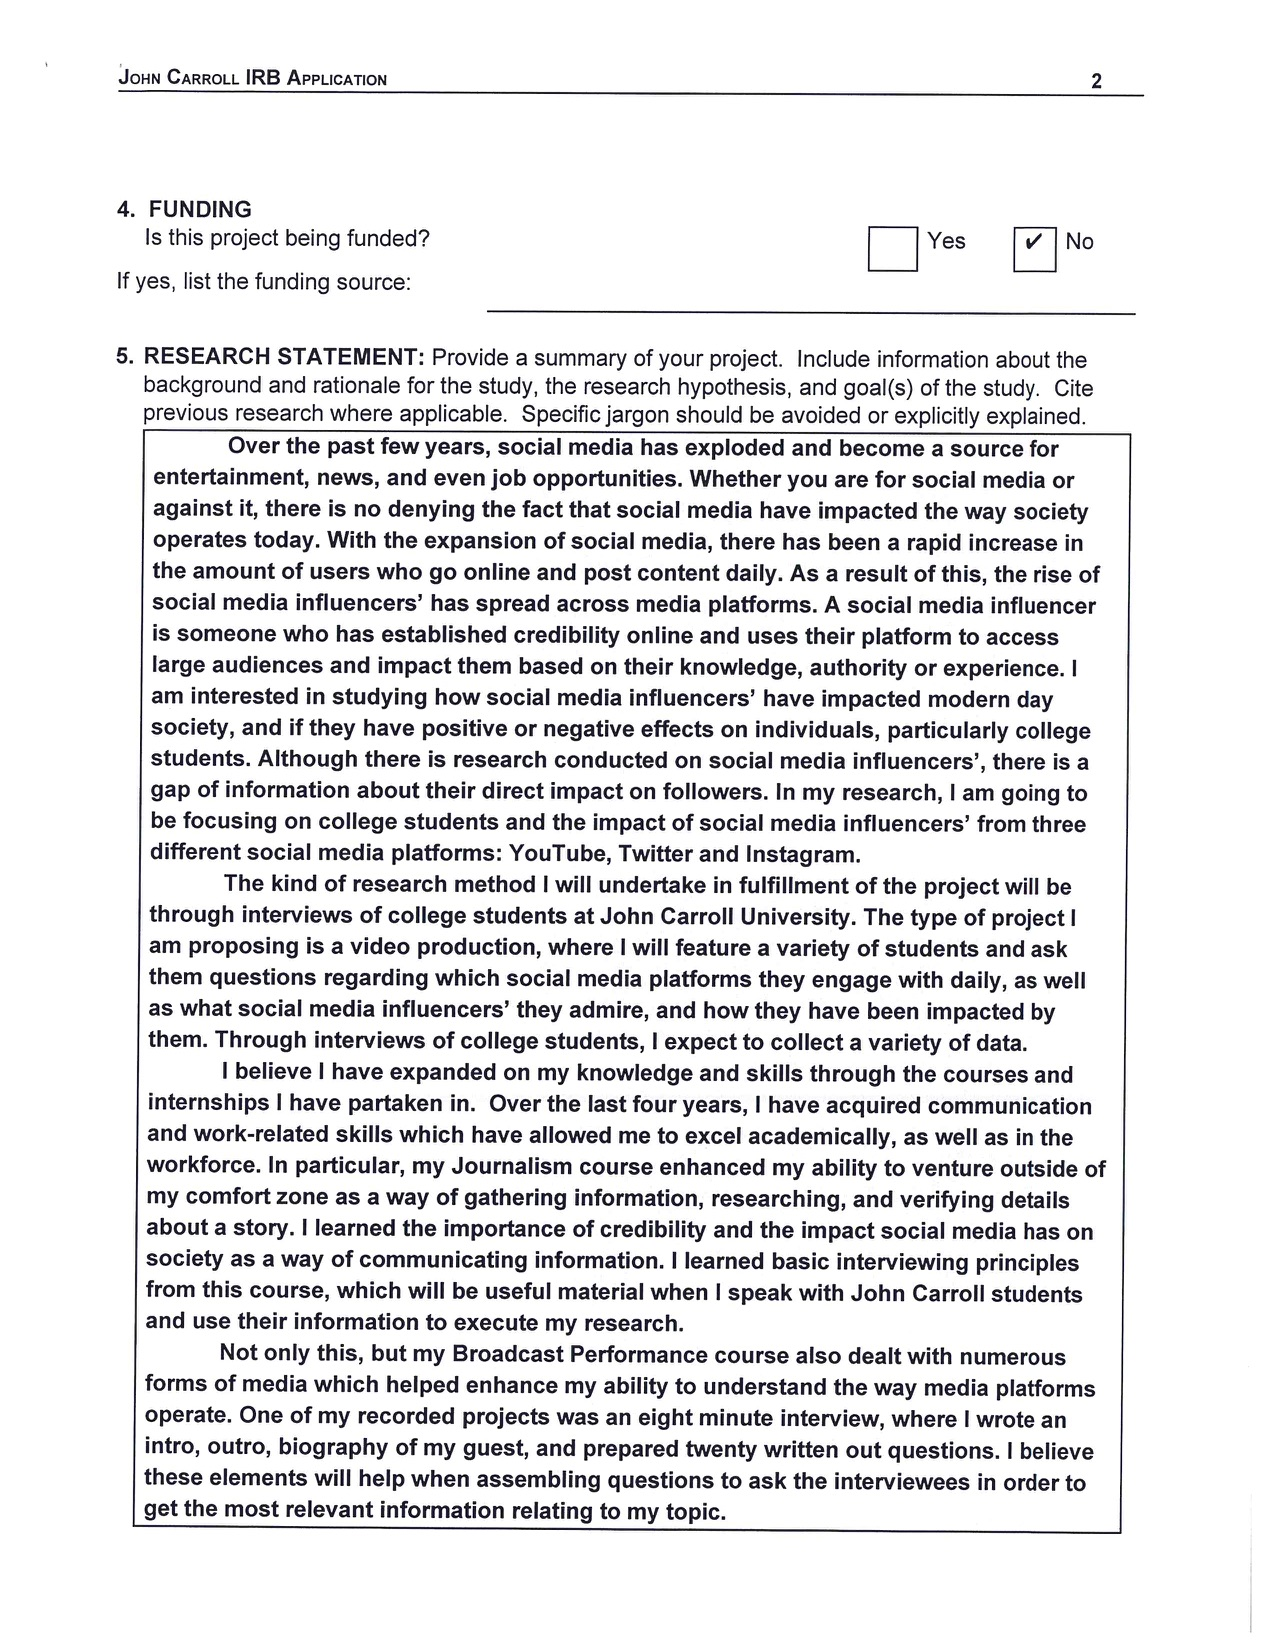 JOHN CARROLL IRB APPLICATION 2
4. FUNDING
Is this project being funded?
Yes ✔ No
If yes, list the funding source:
5. RESEARCH STATEMENT: Provide a summary of your project. Include information about the
background and rationale for the study, the research hypothesis, and goal(s) of the study. Cite
previous research where applicable. Specific jargon should be avoided or explicitly explained.
Over the past few years, social media has exploded and become a source for
entertainment, news, and even job opportunities. Whether you are for social media or
against it, there is no denying the fact that social media have impacted the way society
operates today. With the expansion of social media, there has been a rapid increase in
the amount of users who go online and post content daily. As a result of this, the rise of
social media influencers’ has spread across media platforms. A social media influencer
is someone who has established credibility online and uses their platform to access
large audiences and impact them based on their knowledge, authority or experience. I
am interested in studying how social media influencers’ have impacted modern day
society, and if they have positive or negative effects on individuals, particularly college
students. Although there is research conducted on social media influencers’, there is a
gap of information about their direct impact on followers. In my research, I am going to
be focusing on college students and the impact of social media influencers’ from three
different social media platforms: YouTube, Twitter and Instagram.
The kind of research method I will undertake in fulfillment of the project will be
through interviews of college students at John Carroll University. The type of project I
am proposing is a video production, where I will feature a variety of students and ask
them questions regarding which social media platforms they engage with daily, as well
as what social media influencers’ they admire, and how they have been impacted by
them. Through interviews of college students, I expect to collect a variety of data.
I believe I have expanded on my knowledge and skills through the courses and
internships I have partaken in. Over the last four years, I have acquired communication
and work-related skills which have allowed me to excel academically, as well as in the
workforce. In particular, my Journalism course enhanced my ability to venture outside of
my comfort zone as a way of gathering information, researching, and verifying details
about a story. I learned the importance of credibility and the impact social media has on
society as a way of communicating information. I learned basic interviewing principles
from this course, which will be useful material when I speak with John Carroll students
and use their information to execute my research.
Not only this, but my Broadcast Performance course also dealt with numerous
forms of media which helped enhance my ability to understand the way media platforms
operate. One of my recorded projects was an eight minute interview, where I wrote an
intro, outro, biography of my guest, and prepared twenty written out questions. I believe
these elements will help when assembling questions to ask the interviewees in order to
get the most relevant information relating to my topic.